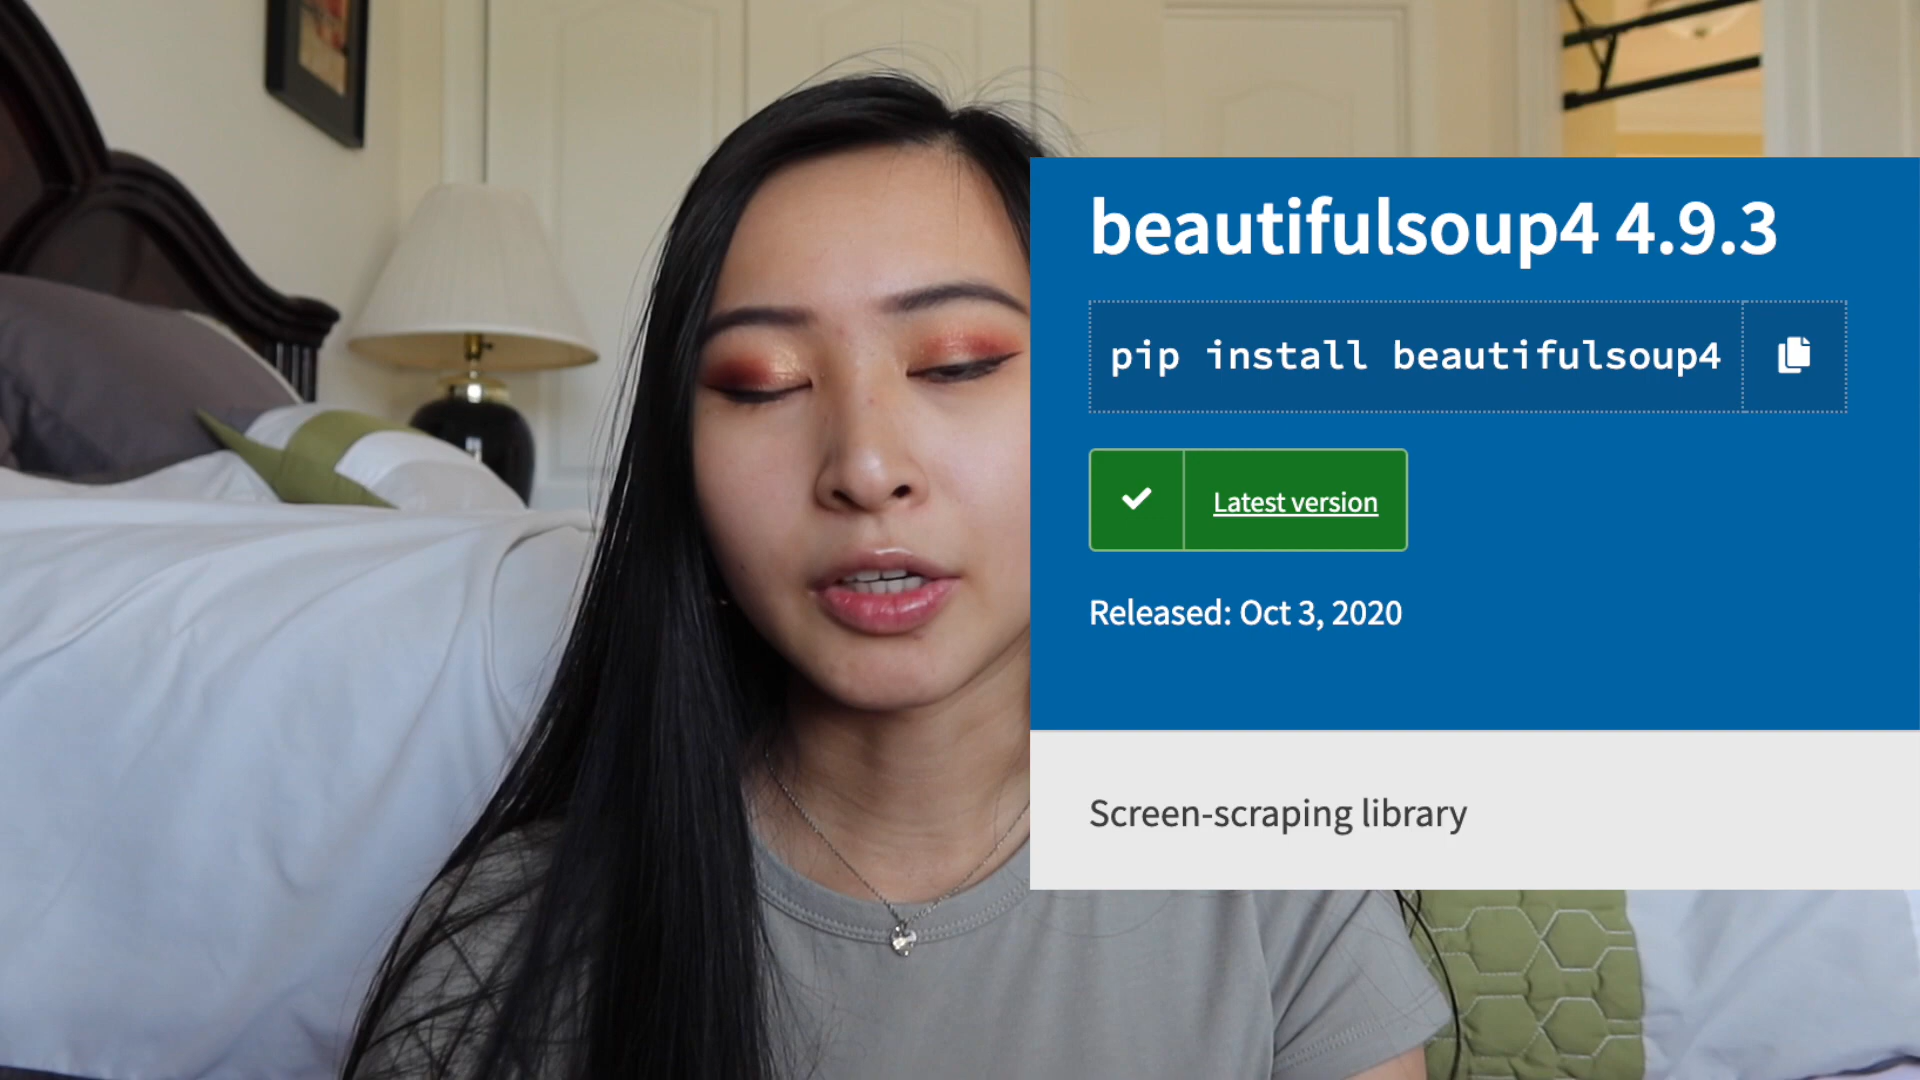 beautifulsoup4 4.9.3
pip install beautifulsoup4
Latest version
Released: Oct 3, 2020
Screen-scraping library